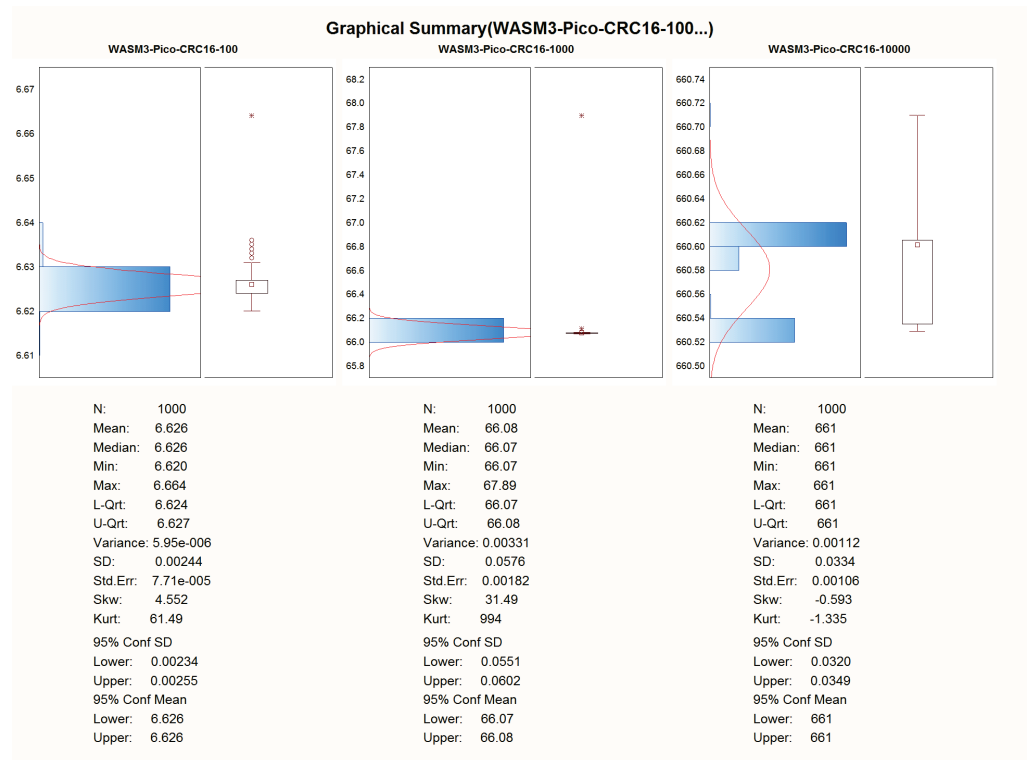 Graphical Summary(WASM3-Pico-CRC16-100...)
WASM3-Pico-CRC16-100
6.67
6.66
6.65
6.64
6.63
6.62
6.61
N: 1000
Mean: 6.626
Median: 6.626
Min: 6.620
Max: 6.664
L-Qrt: 6.624
U-Qrt: 6.627
Variance: 5.95e-006
SD: 0.00244
Std.Err: 7.71e-005
Skw: 4.552
Kurt: 61.49
95% Conf SD
Lower: 0.00234
Upper: 0.00255
95% Conf Mean
Lower: 6.626
Upper: 6.626
WASM3-Pico-CRC16-1000
68.2
68.0
67.8
67.6
67.4
67.2
67.0
66.8
66.6
66.4
66.2
66.0
65.8
N: 1000
Mean: 66.08
Median: 66.07
Min: 66.07
Max: 67.89
L-Qrt: 66.07
U-Qrt: 66.08
Variance: 0.00331
SD: 0.0576
Std.Err: 0.00182
Skw: 31.49
Kurt: 994
95% Conf SD
Lower: 0.0551
Upper: 0.0602
95% Conf Mean
Lower: 66.07
Upper: 66.08
WASM3-Pico-CRC16-10000
660.74
660.72
660.70
660.68
660.66
660.64
660.62
660.60
660.58
660.56
660.54
660.52
660.50
N: 1000
Mean: 661
Median: 661
Min: 661
Max: 661
L-Qrt: 661
U-Qrt: 661
Variance: 0.00112
SD: 0.0334
Std.Err: 0.00106
Skw: -0.593
Kurt: -1.335
95% Conf SD
Lower: 0.0320
Upper: 0.0349
95% Conf Mean
Lower: 661
Upper: 661